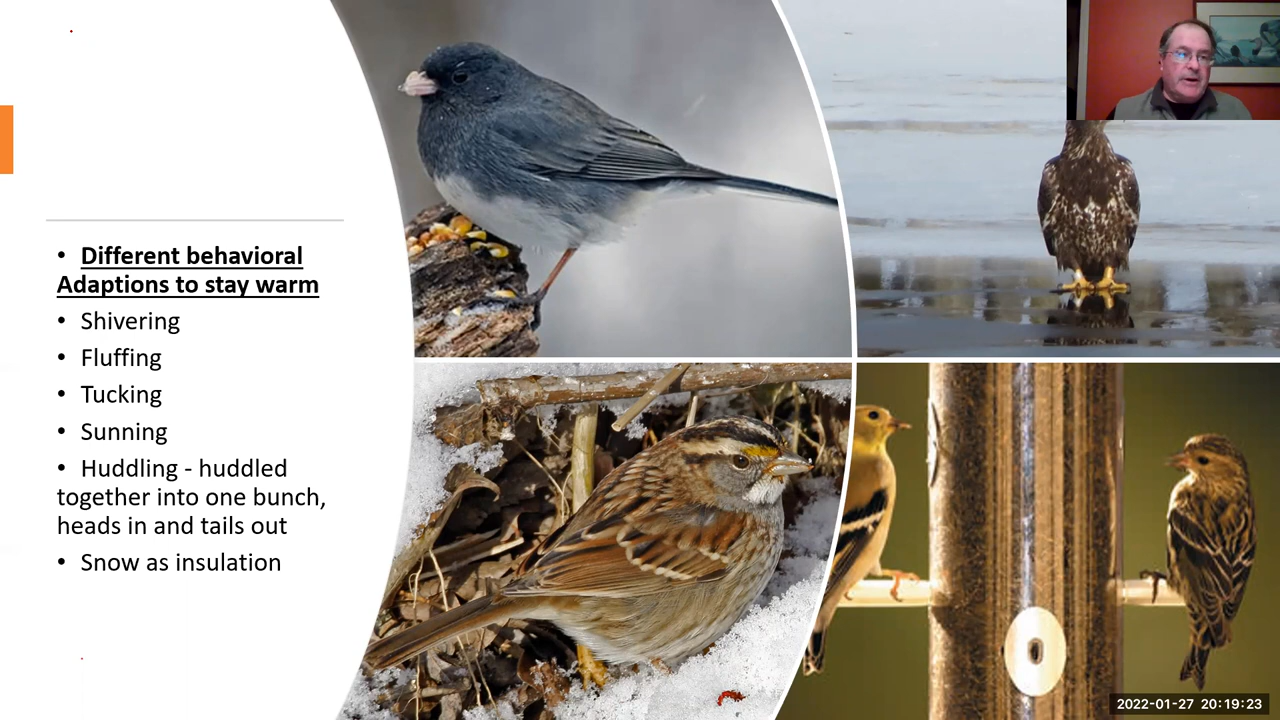 • Different behavioral
Adaptions to stay warm
• Shivering
• Fluffing
• Tucking
• Sunning
• Huddling - huddled
together into one bunch,
heads in and tails out
• Snow as insulation
2022-01-27 20:19:23